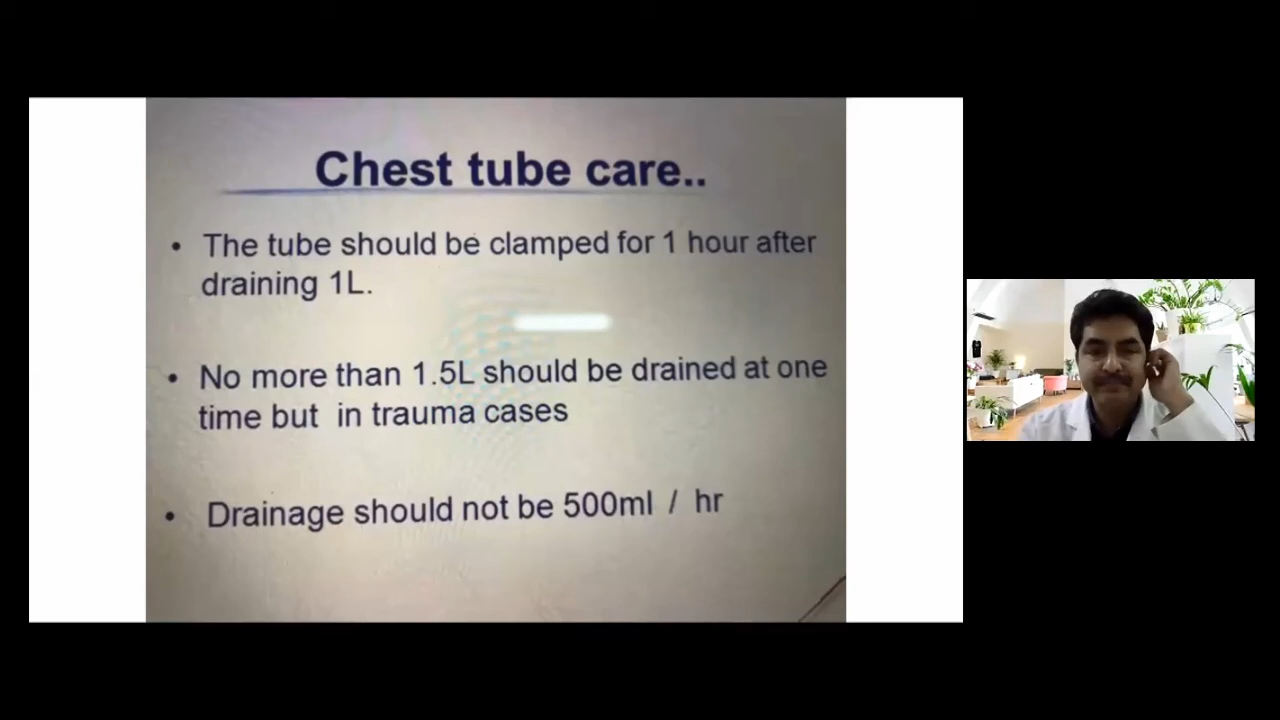 Chest tube care..
• The tube should be clamped for 1 hour after
draining 1L.
• No more than 1.5L should be drained at one
time but in trauma cases
• Drainage should not be 500ml / hr